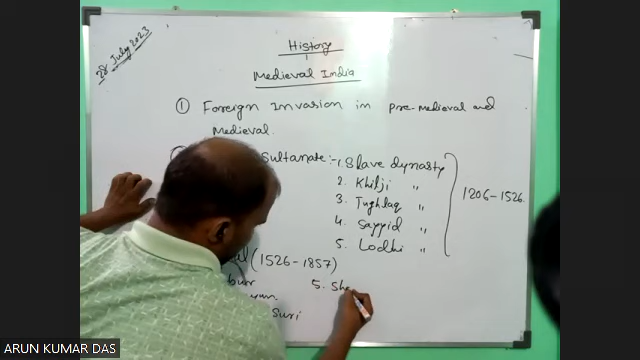 28 July 2023
History
Medieval India
① Foreign Invasion in pre-medieval and
Medieval.
Sultanate:- 1. Slave dynasty
2. Khilji "
3. Tughlaq "
4. Sayyid "
5. Lodhi "
1206-1526.
(1526-1857)
5. Sh
Suri
ARUN KUMAR DAS